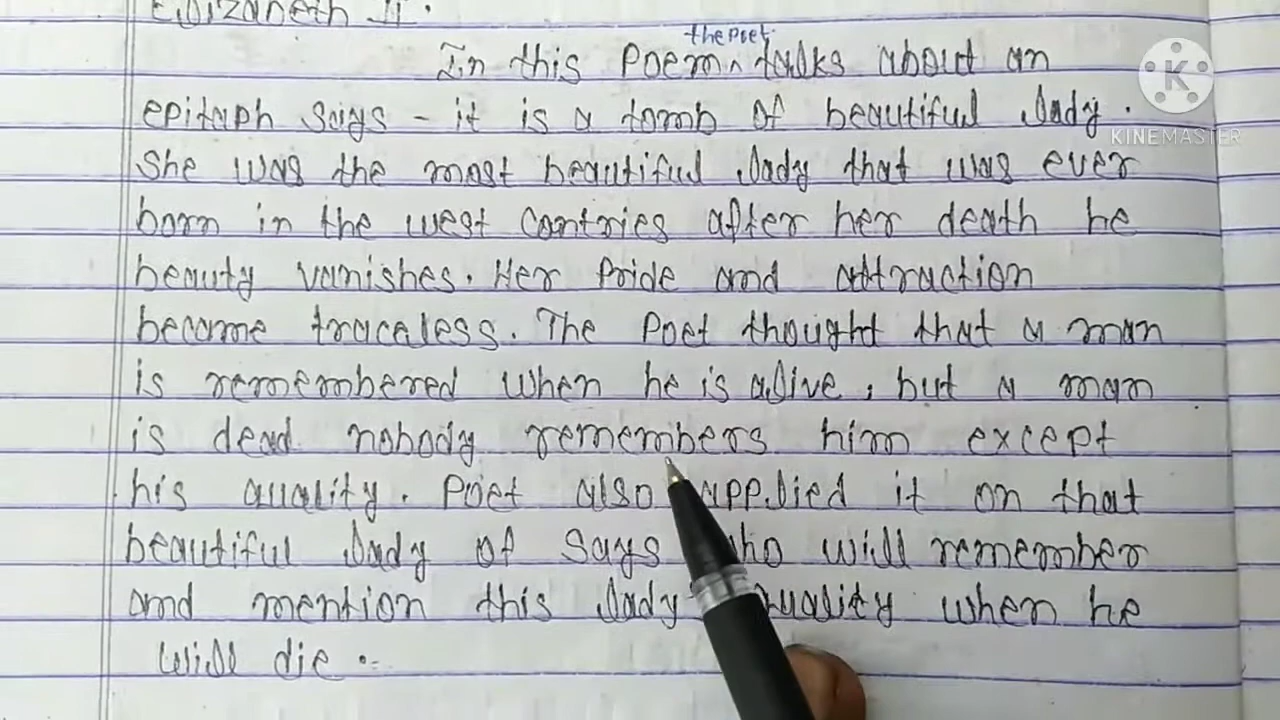 Elizabeth II.
the Poet
In this Poem ^ talks about an
epitaph says - it is a tomb of beautiful lady.
She was the most beautiful lady that was ever
born in the west contries after her death he
beauty vanishes. Her Pride and attraction
became traceless. The Poet thought that a man
is remembered when he is alive, but a man
is dead nobody remembers him except
his quality. Poet also applied it on that
beautiful lady of says who will remember
and mention this lady quality when he
will die.
K
KINEMASTER